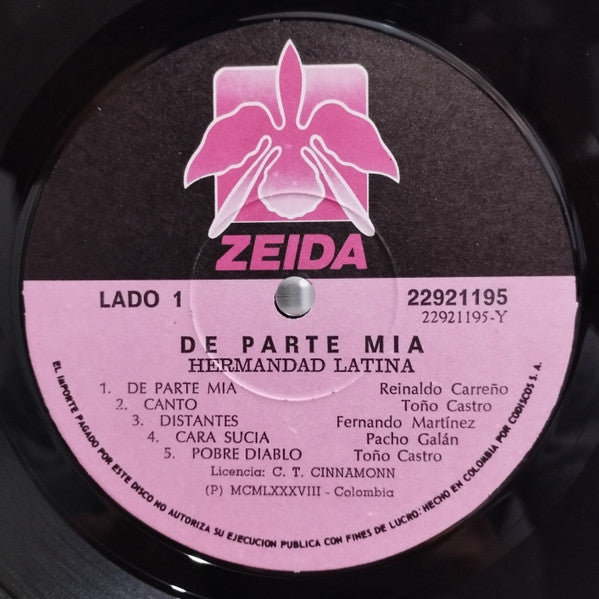 ZEIDA
LADO 1
22921195
22921195-Y
DE PARTE MIA
HERMANDAD LATINA
1. DE PARTE MIA Reinaldo Carreño
2. CANTO Toño Castro
3. DISTANTES Fernando Martínez
4. CARA SUCIA Pacho Galán
5. POBRE DIABLO Toño Castro
Licencia: C. T. CINNAMONN
(P) MCMLXXXVIII - Colombia
EL IMPORTE PAGADO POR ESTE DISCO NO AUTORIZA SU EJECUCION PUBLICA CON FINES DE LUCRO: HECHO EN COLOMBIA POR CODISCOS S. A.